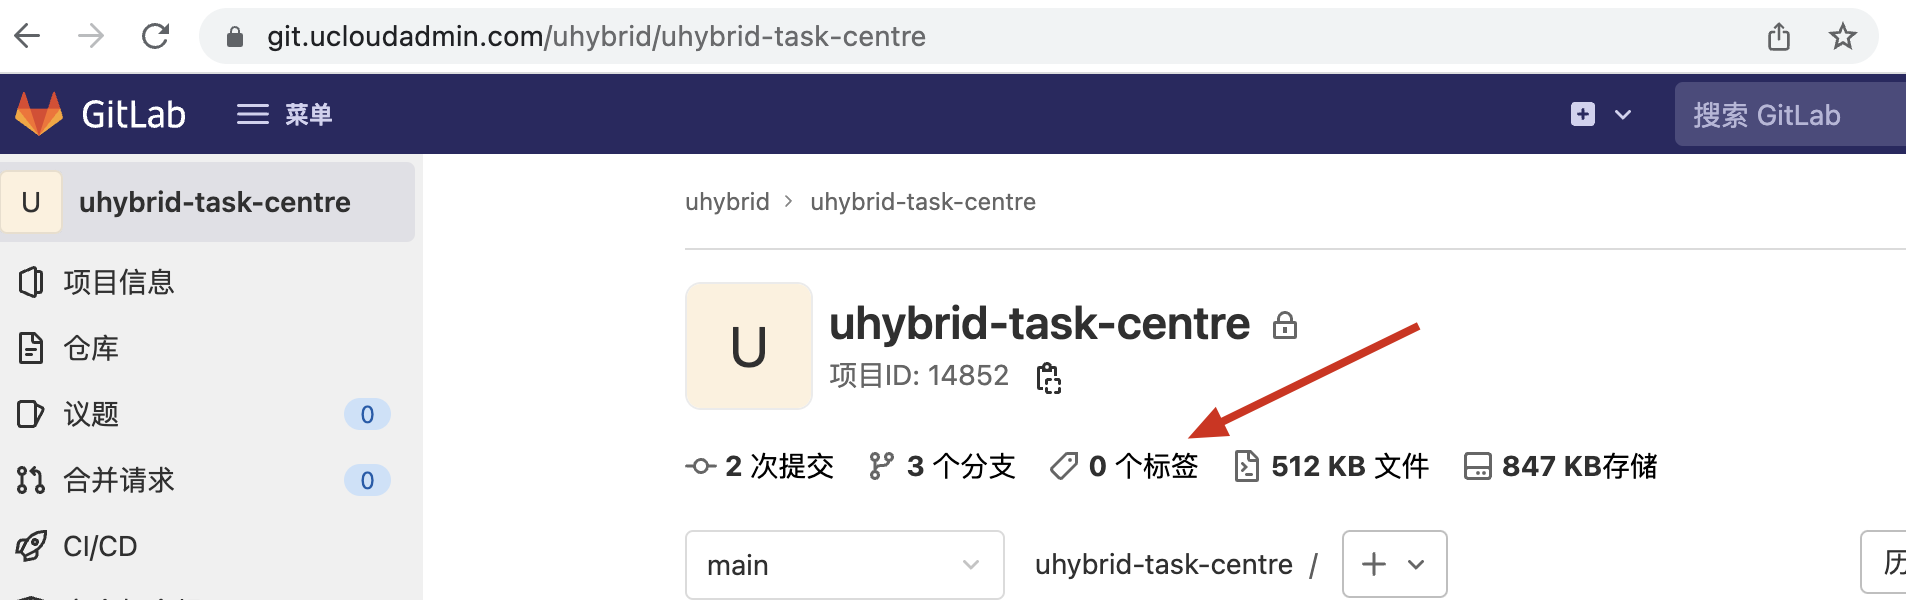 git.ucloudadmin.com/uhybrid/uhybrid-task-centre
GitLab 菜单 搜索 GitLab
U uhybrid-task-centre
项目信息
仓库
议题 0
合并请求 0
CI/CD
uhybrid › uhybrid-task-centre
U
uhybrid-task-centre
项目ID: 14852
2 次提交 3 个分支 0 个标签 512 KB 文件 847 KB存储
main uhybrid-task-centre / +